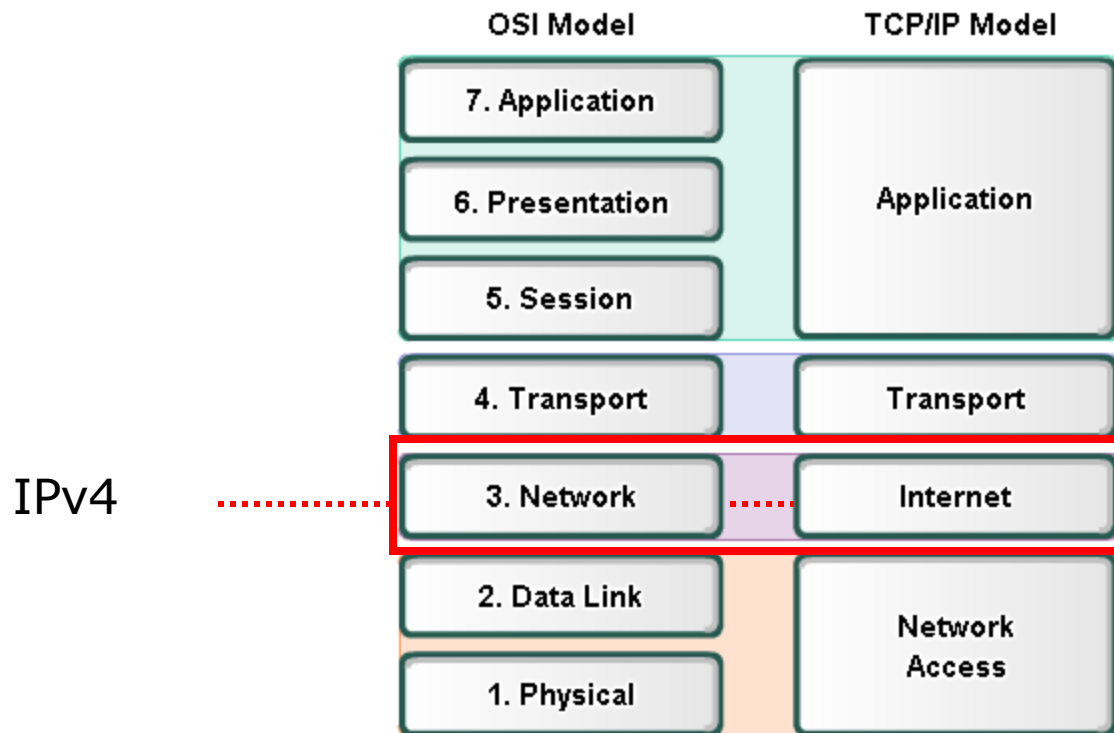 OSI Model
TCP/IP Model
7. Application
6. Presentation
5. Session
Application
4. Transport
Transport
IPv4
3. Network
Internet
2. Data Link
1. Physical
Network
Access